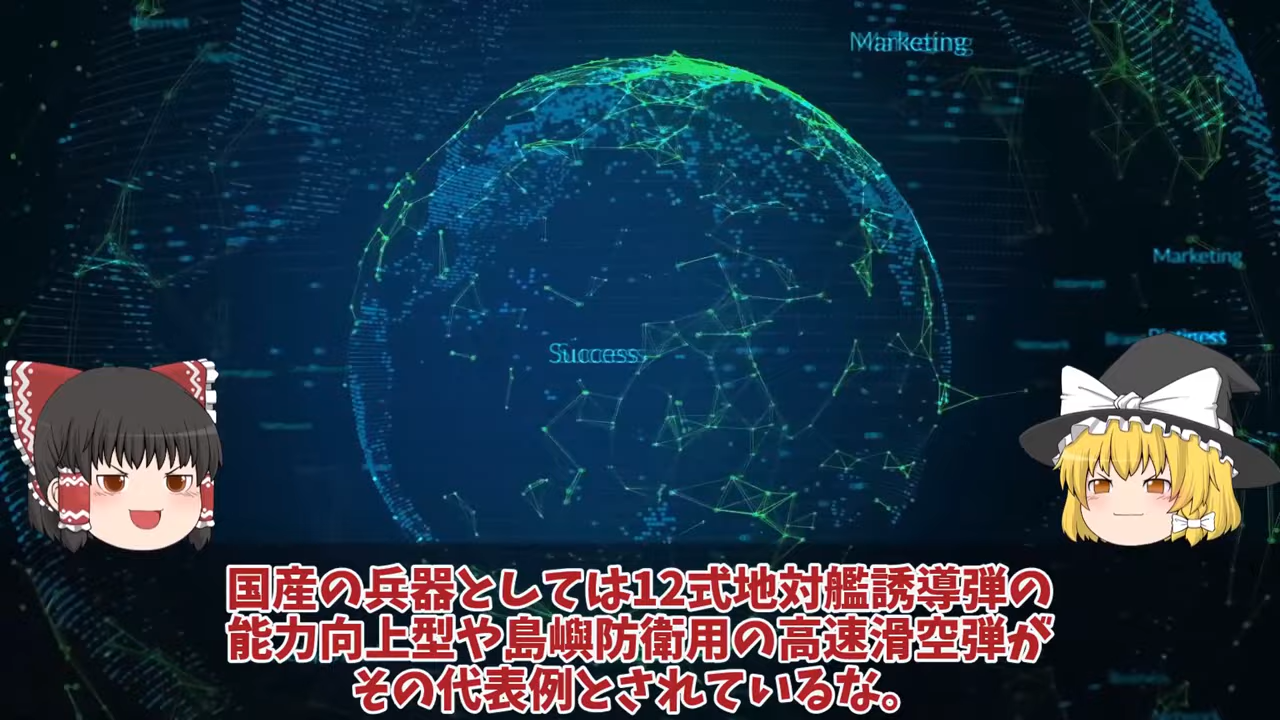 Internet
Marketing
Marketing
Internet
Success
国産の兵器としては12式地対艦誘導弾の
能力向上型や島嶼防衛用の高速滑空弾が
その代表例とされているな。